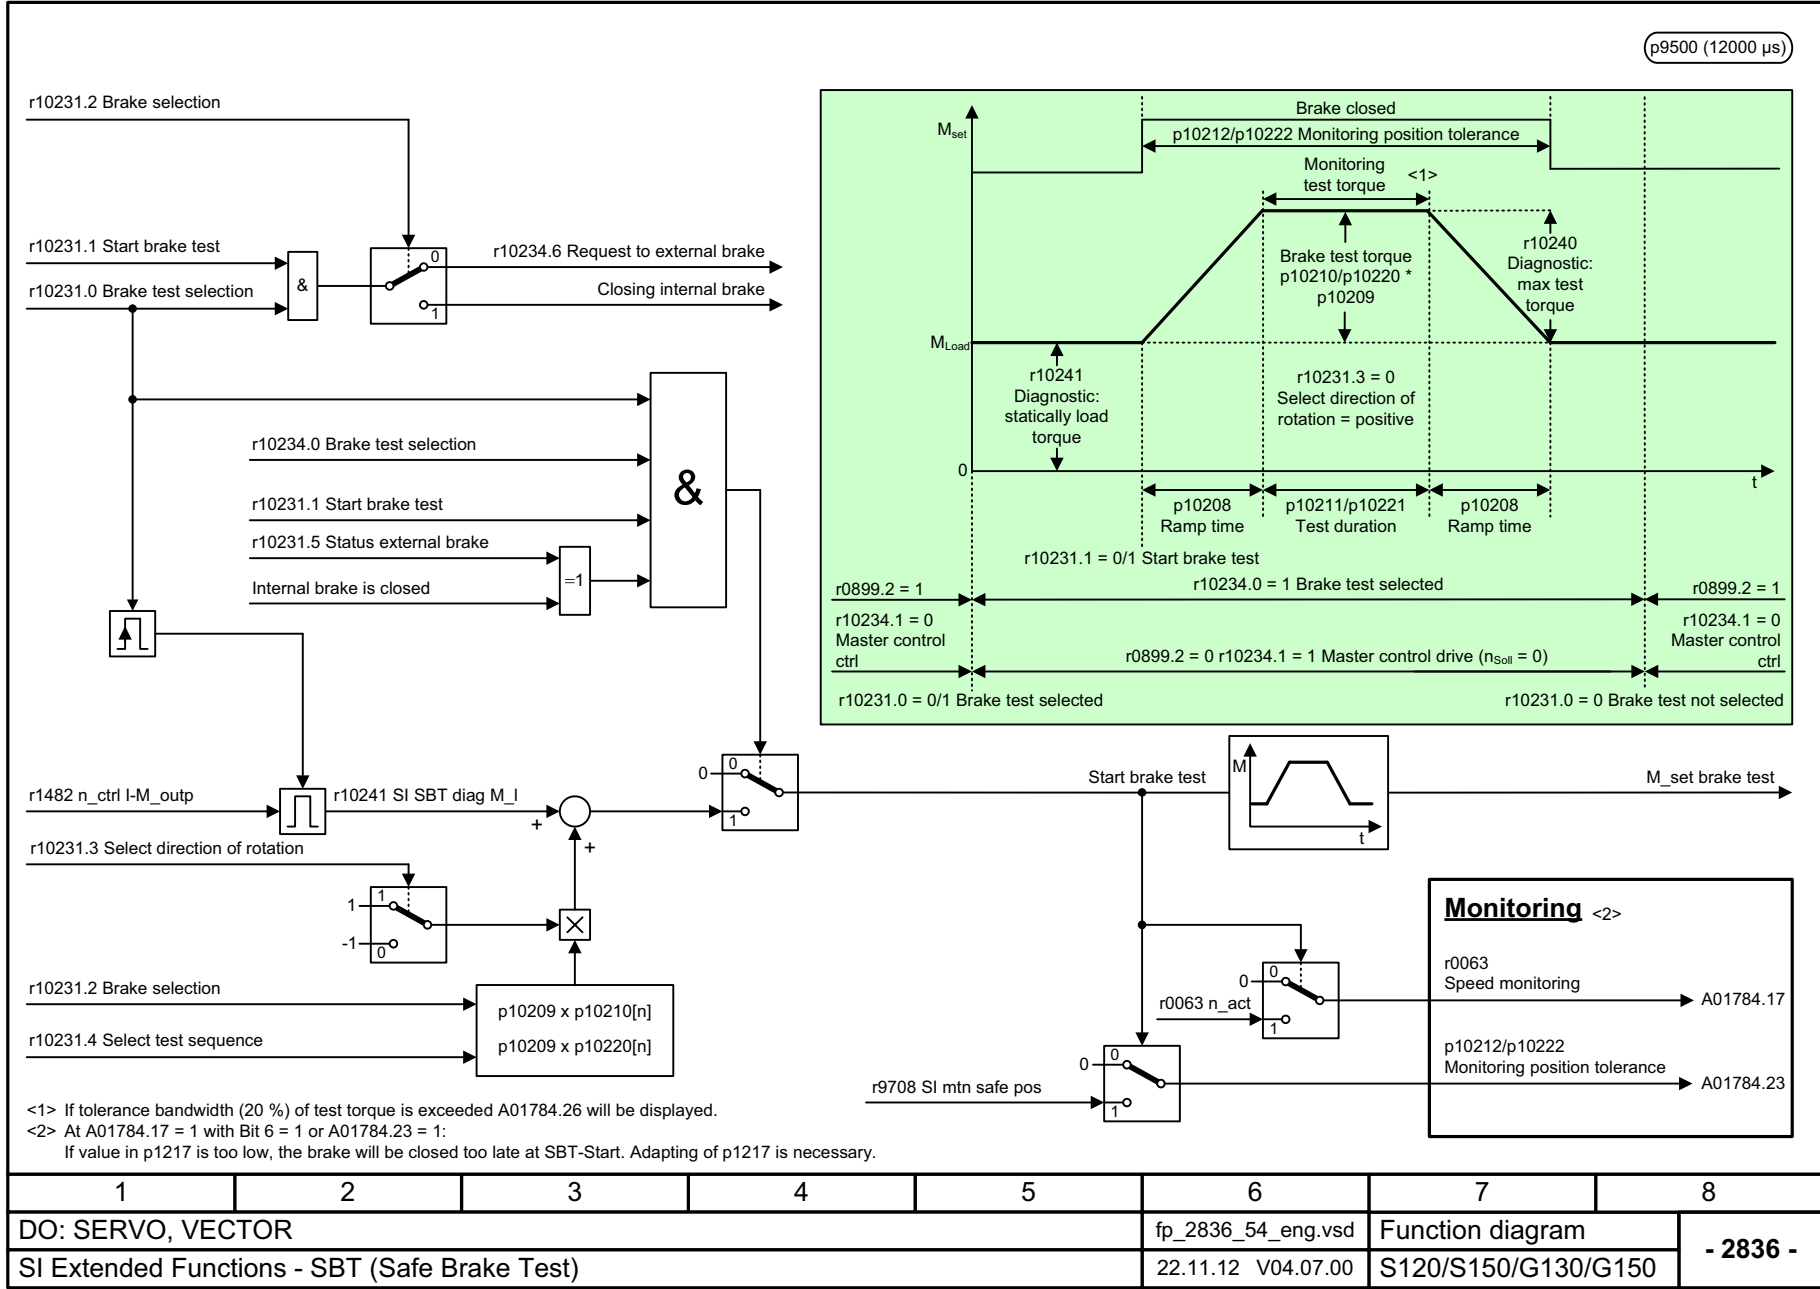 p9500 (12000 µs)
r10231.2 Brake selection
r10231.1 Start brake test
r10231.0 Brake test selection
&
0
1
r10234.6 Request to external brake
Closing internal brake
r10234.0 Brake test selection
r10231.1 Start brake test
r10231.5 Status external brake
Internal brake is closed
=1
&
Mset
Brake closed
p10212/p10222 Monitoring position tolerance
Monitoring
test torque
<1>
Brake test torque
p10210/p10220 *
p10209
r10240
Diagnostic:
max test
torque
MLoad
r10241
Diagnostic:
statically load
torque
r10231.3 = 0
Select direction of
rotation = positive
0
t
p10208
Ramp time
p10211/p10221
Test duration
p10208
Ramp time
r10231.1 = 0/1 Start brake test
r0899.2 = 1
r10234.0 = 1 Brake test selected
r0899.2 = 1
r10234.1 = 0
Master control
ctrl
r0899.2 = 0 r10234.1 = 1 Master control drive (nSoll = 0)
r10234.1 = 0
Master control
ctrl
r10231.0 = 0/1 Brake test selected
r10231.0 = 0 Brake test not selected
r1482 n_ctrl I-M_outp
r10241 SI SBT diag M_l
+
+
0
0
1
Start brake test
M
t
M_set brake test
r10231.3 Select direction of rotation
1
1
-1
0
r10231.2 Brake selection
r10231.4 Select test sequence
p10209 x p10210[n]
p10209 x p10220[n]
Monitoring <2>
r0063
Speed monitoring
A01784.17
0
0
r0063 n_act
1
p10212/p10222
Monitoring position tolerance
A01784.23
0
0
r9708 SI mtn safe pos
1
<1> If tolerance bandwidth (20 %) of test torque is exceeded A01784.26 will be displayed.
<2> At A01784.17 = 1 with Bit 6 = 1 or A01784.23 = 1:
If value in p1217 is too low, the brake will be closed too late at SBT-Start. Adapting of p1217 is necessary.
1 2 3 4 5 6 7 8
DO: SERVO, VECTOR
fp_2836_54_eng.vsd
Function diagram
- 2836 -
SI Extended Functions - SBT (Safe Brake Test)
22.11.12 V04.07.00
S120/S150/G130/G150